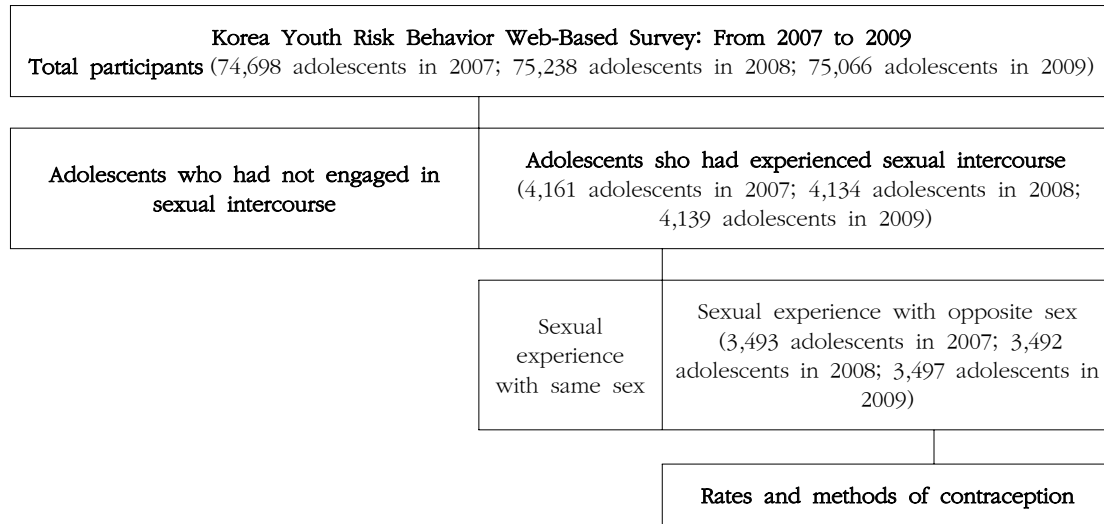 Korea Youth Risk Behavior Web-Based Survey: From 2007 to 2009
Total participants (74,698 adolescents in 2007; 75,238 adolescents in 2008; 75,066 adolescents in 2009)
Adolescents who had not engaged in
sexual intercourse
Adolescents sho had experienced sexual intercourse
(4,161 adolescents in 2007; 4,134 adolescents in 2008;
4,139 adolescents in 2009)
Sexual
experience
with same sex
Sexual experience with opposite sex
(3,493 adolescents in 2007; 3,492
adolescents in 2008; 3,497 adolescents in
2009)
Rates and methods of contraception